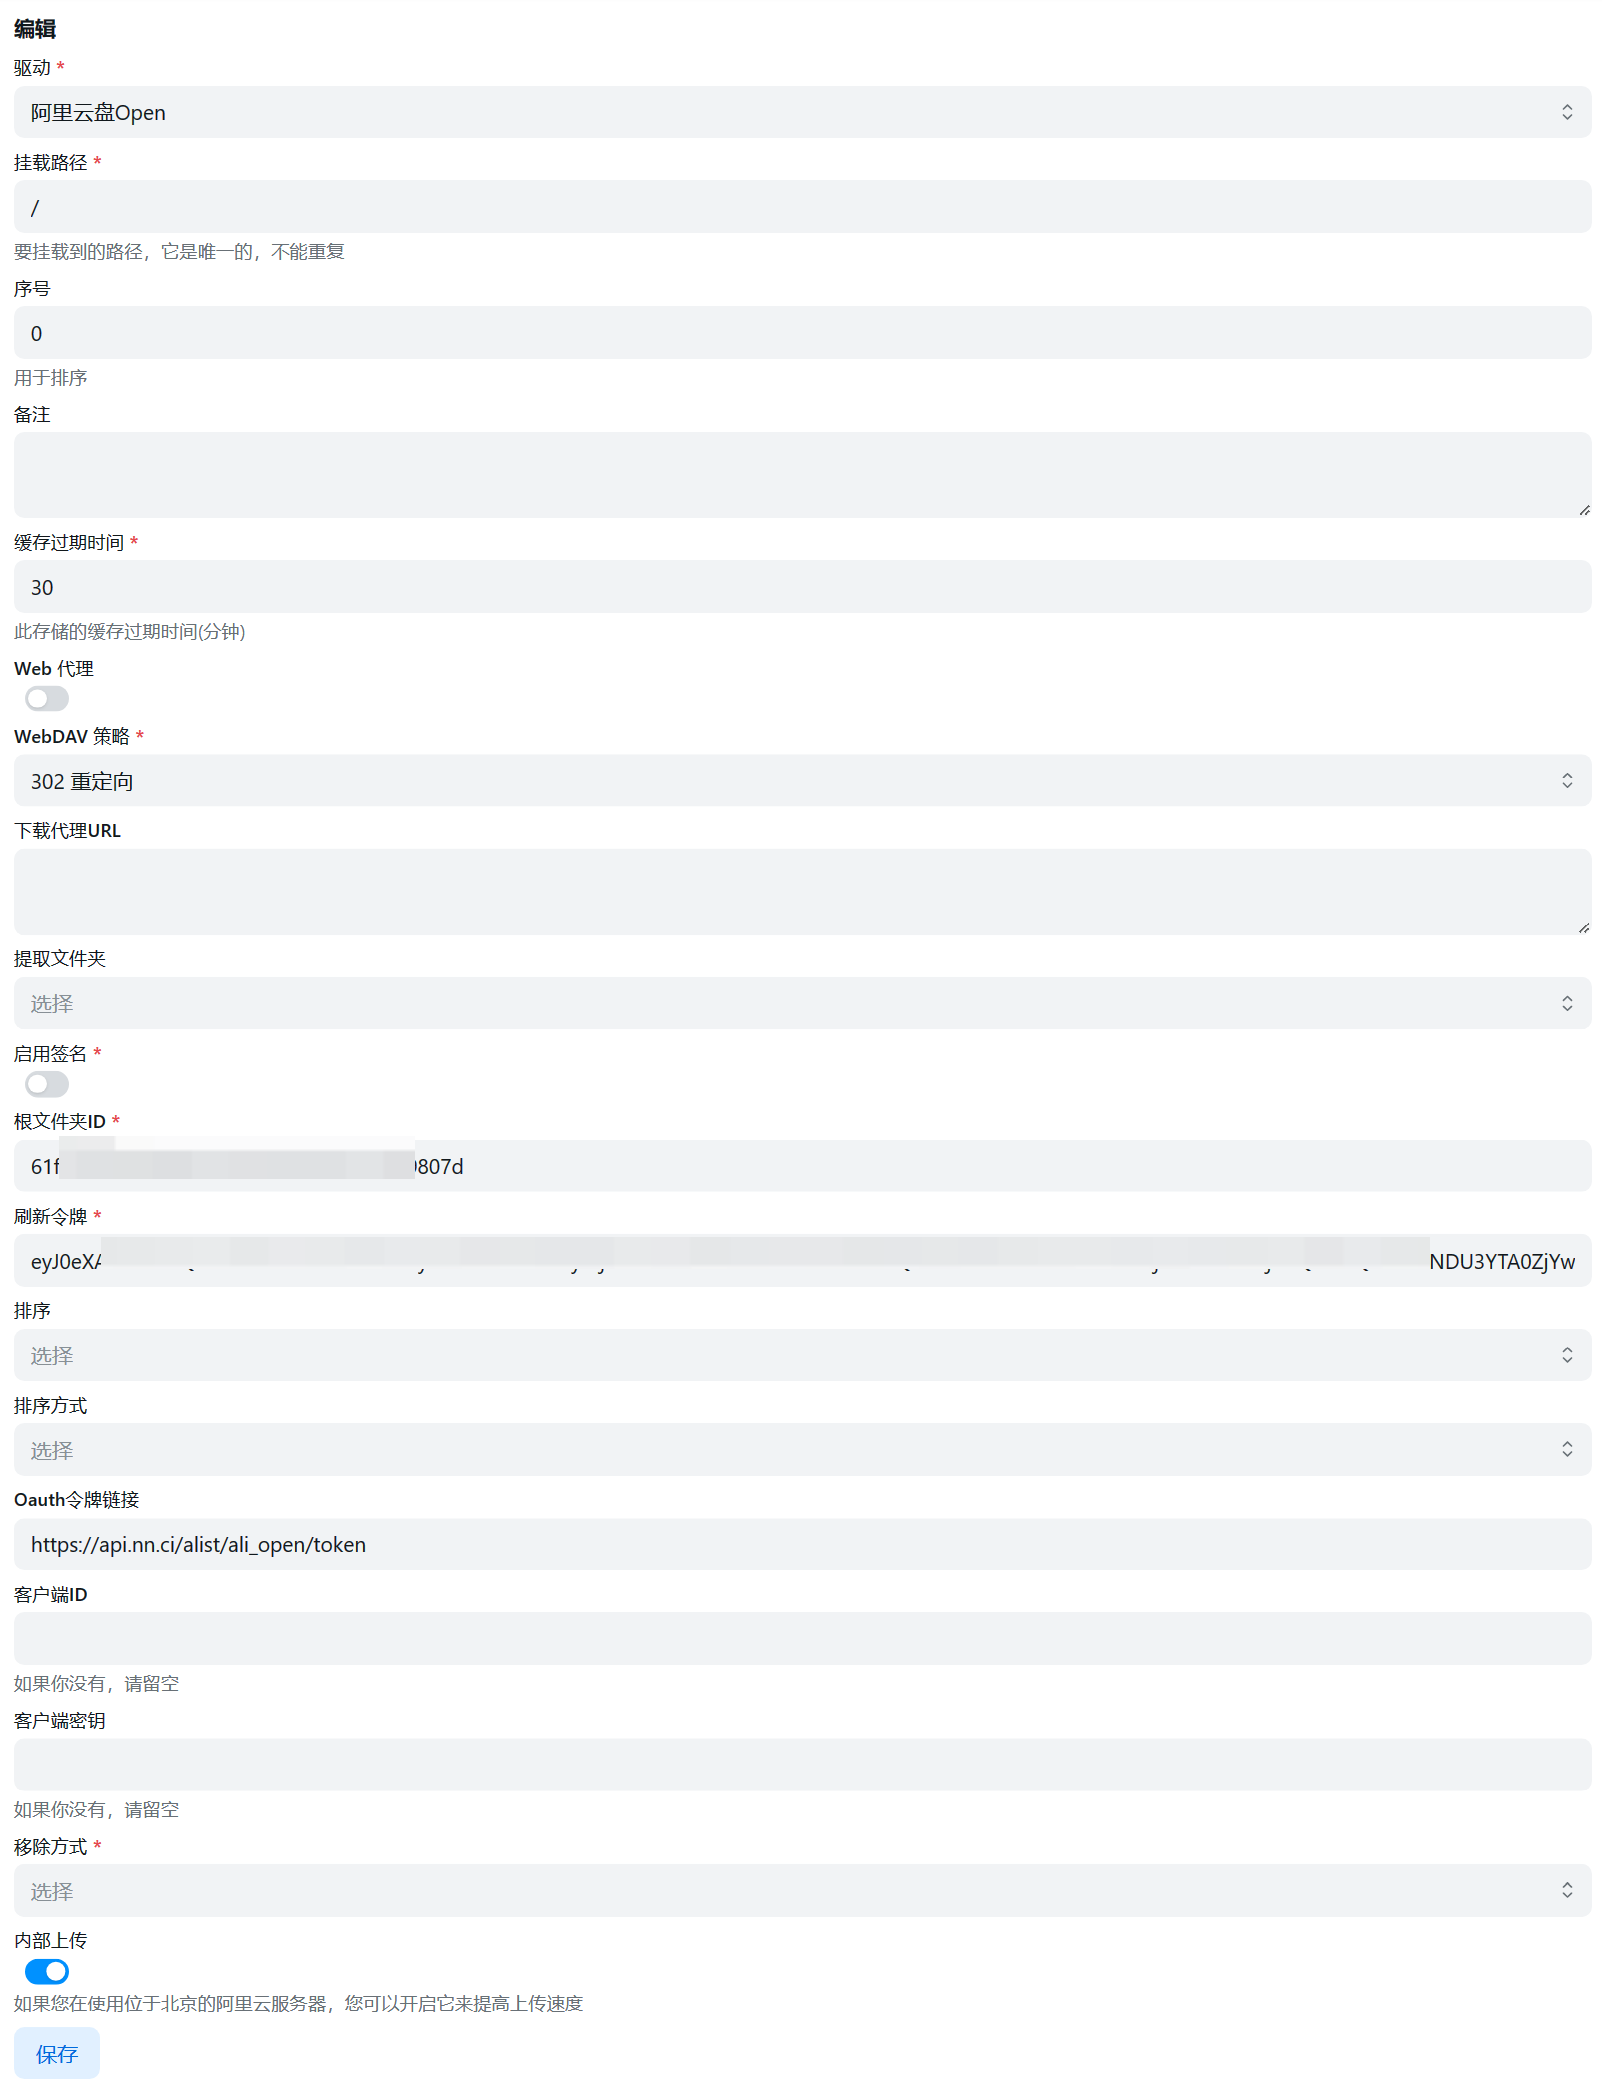 编辑
驱动 *
阿里云盘Open
挂载路径 *
/
要挂载到的路径，它是唯一的，不能重复
序号
0
用于排序
备注
缓存过期时间 *
30
此存储的缓存过期时间(分钟)
Web 代理
WebDAV 策略 *
302 重定向
下载代理URL
提取文件夹
选择
启用签名 *
根文件夹ID *
61f 807d
刷新令牌 *
eyJ0eXA NDU3YTA0ZjYw
排序
选择
排序方式
选择
Oauth令牌链接
https://api.nn.ci/alist/ali_open/token
客户端ID
如果你没有，请留空
客户端密钥
如果你没有，请留空
移除方式 *
选择
内部上传
如果您在使用位于北京的阿里云服务器，您可以开启它来提高上传速度
保存